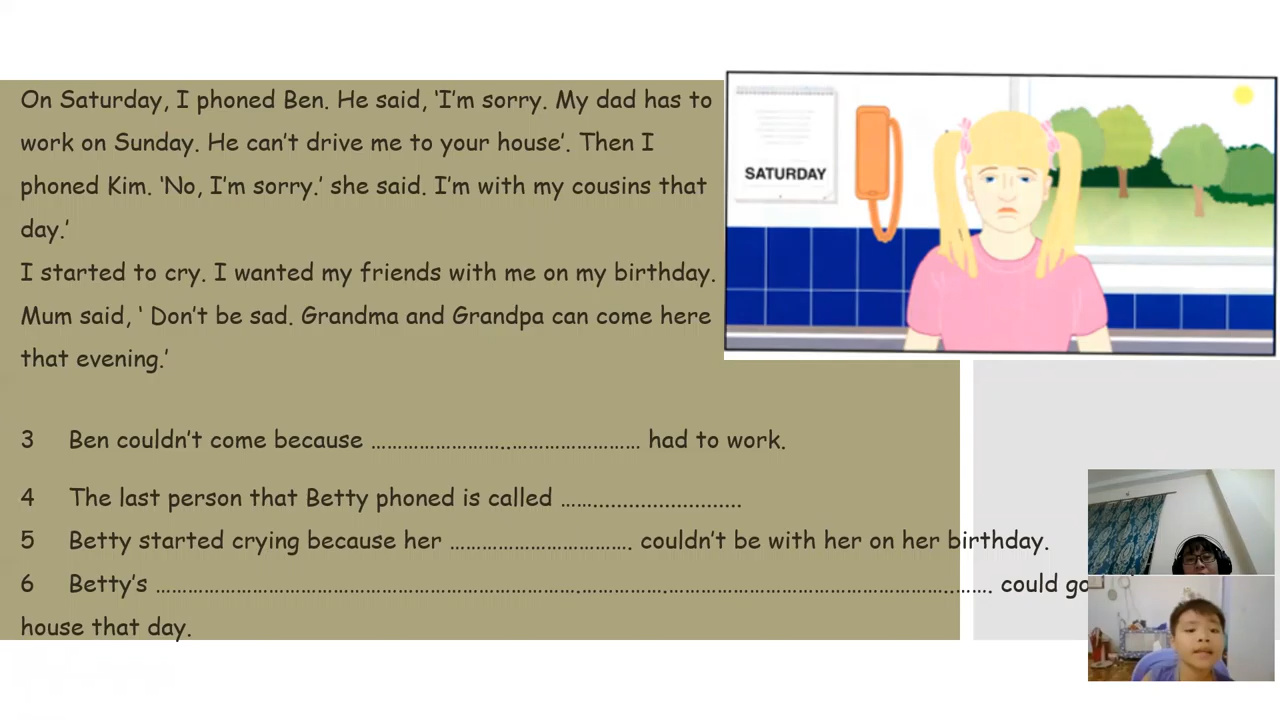 On Saturday, I phoned Ben. He said, ‘I’m sorry. My dad has to
work on Sunday. He can’t drive me to your house’. Then I
phoned Kim. ‘No, I’m sorry.’ she said. I’m with my cousins that
day.’
I started to cry. I wanted my friends with me on my birthday.
Mum said, ‘ Don’t be sad. Grandma and Grandpa can come here
that evening.’
SATURDAY
3 Ben couldn’t come because ……………………..…………………… had to work.
4 The last person that Betty phoned is called ……........................
5 Betty started crying because her ……………………………. couldn’t be with her on her birthday.
6 Betty’s …………………………………………………………………….…………….………………………………………………..……. could go
house that day.